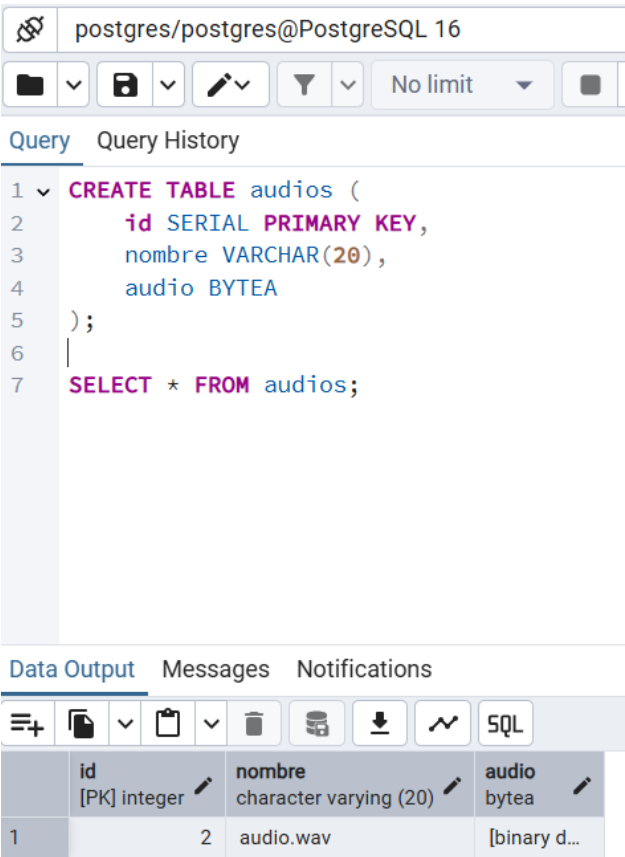 postgres/postgres@PostgreSQL 16
No limit
Query Query History
1 CREATE TABLE audios (
2 id SERIAL PRIMARY KEY,
3 nombre VARCHAR(20),
4 audio BYTEA
5 );
6
7 SELECT * FROM audios;
Data Output Messages Notifications
SQL
id nombre audio
[PK] integer character varying (20) bytea
1 2 audio.wav [binary d...